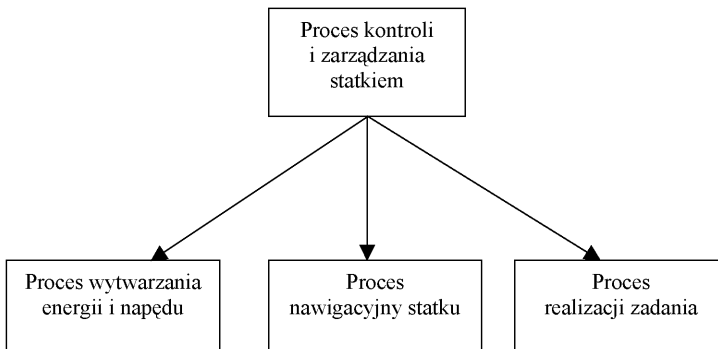 Proces kontroli
i zarządzania
statkiem
Proces wytwarzania
energii i napędu
Proces
nawigacyjny statku
Proces
realizacji zadania